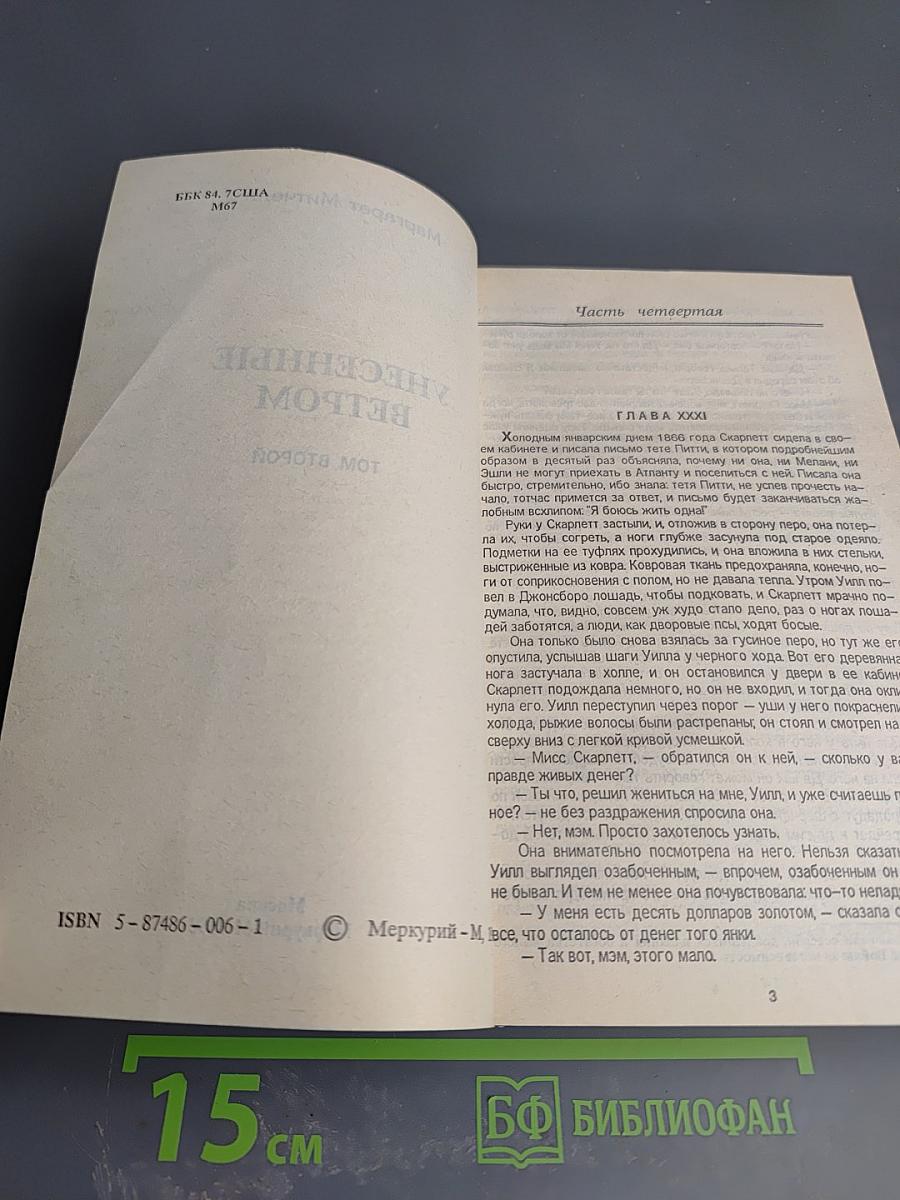 ББК 84. 7США
М67
Маргарет Митче
УНЕСЕННЫЕ
ВЕТРОМ
ТОМ ВТОРОЙ
Москва
ISBN 5-87486-006-1 © Меркурий-М,
Часть четвертая
ГЛАВА XXXI
Холодным январским днем 1866 года Скарлетт сидела в сво-
ем кабинете и писала письмо тете Питти, в котором подробнейшим
образом в десятый раз объясняла, почему ни она, ни Мелани, ни
Эшли не могут приехать в Атланту и поселиться с ней. Писала она
быстро, стремительно, ибо знала: тетя Питти, не успев прочесть на-
чало, тотчас примется за ответ, и письмо будет заканчиваться жа-
лобным всхлипом: "Я боюсь жить одна!"
Руки у Скарлетт застыли, и, отложив в сторону перо, она потер-
ла их, чтобы согреть, а ноги глубже засунула под старое одеяло.
Подметки на ее туфлях прохудились, и она вложила в них стельки,
выстриженные из ковра. Ковровая ткань предохраняла, конечно, но-
ги от соприкосновения с полом, но не давала тепла. Утром Уилл по-
вел в Джонсборо лошадь, чтобы подковать, и Скарлетт мрачно по-
думала, что, видно, совсем уж худо стало дело, раз о ногах лоша-
дей заботятся, а люди, как дворовые псы, ходят босые.
Она только было снова взялась за гусиное перо, но тут же его
опустила, услышав шаги Уилла у черного хода. Вот его деревянна
нога застучала в холле, и он остановился у двери в ее кабине
Скарлетт подождала немного, но он не входил, и тогда она окли
нула его. Уилл переступил через порог — уши у него покраснели
холода, рыжие волосы были растрепаны; он стоял и смотрел на
сверху вниз с легкой кривой усмешкой.
— Мисс Скарлетт, — обратился он к ней, — сколько у ва
правде живых денег?
— Ты что, решил жениться на мне, Уилл, и уже считаешь п
ное? — не без раздражения спросила она.
— Нет, мэм. Просто захотелось узнать.
Она внимательно посмотрела на него. Нельзя сказать
Уилл выглядел озабоченным, — впрочем, озабоченным он
не бывал. И тем не менее она почувствовала: что-то нелад
— У меня есть десять долларов золотом, — сказала о
все, что осталось от денег того янки.
— Так вот, мэм, этого мало.
3
15 см
БФ БИБЛИОФАН